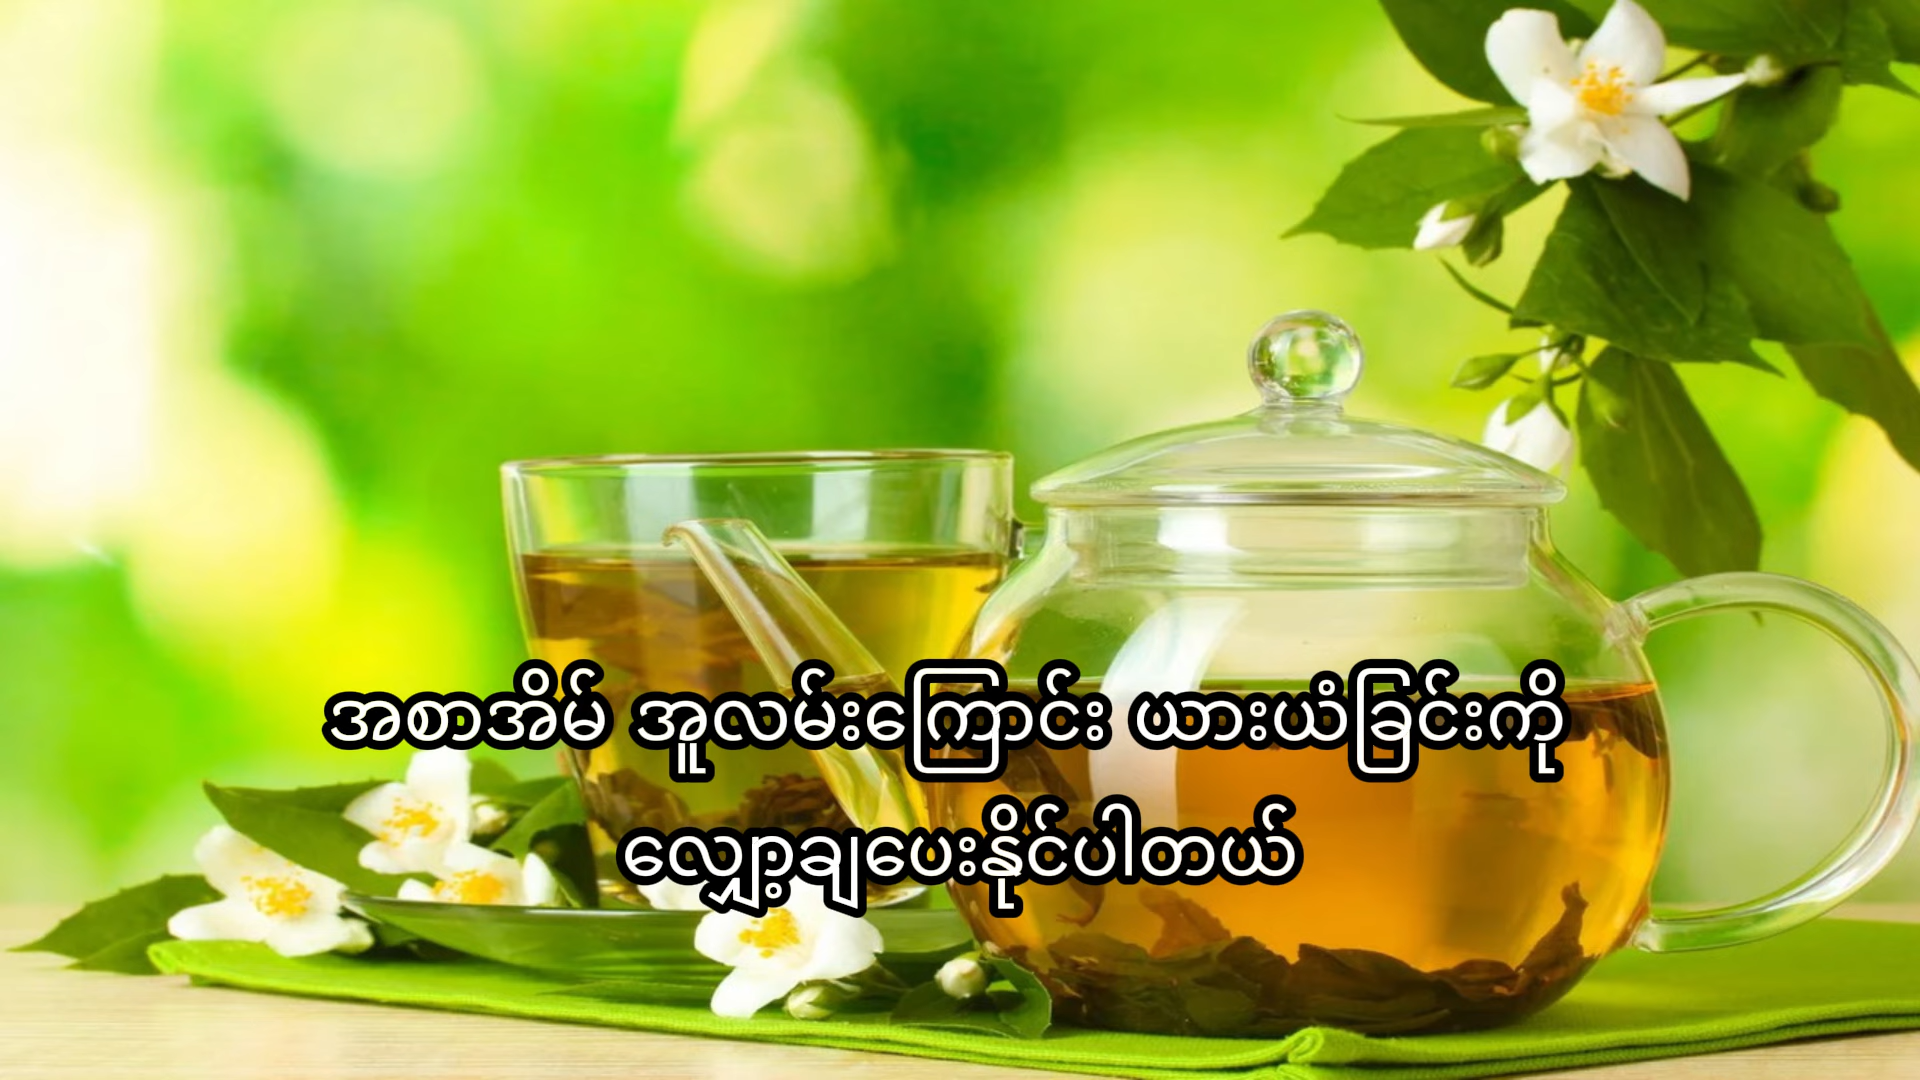 အစာအိမ် အူလမ်းကြောင်း ယားယံခြင်းကို
လျှော့ချပေးနိုင်ပါတယ်